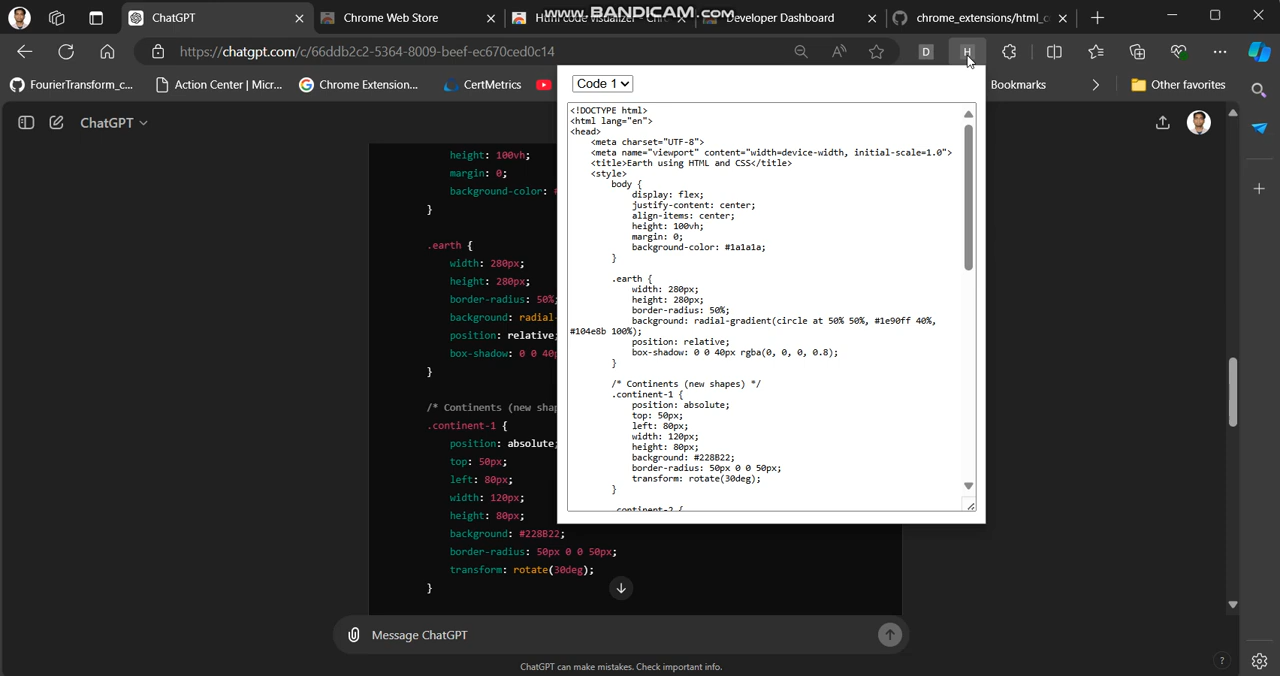 www.BANDICAM.com
ChatGPT
Chrome Web Store
Html Code Visualizer - Chr
Developer Dashboard
chrome_extensions/html_c
https://chatgpt.com/c/66ddb2c2-5364-8009-beef-ec670ced0c14
D
H
FourierTransform_c...
Action Center | Micr...
Chrome Extension...
CertMetrics
Bookmarks
Other favorites
ChatGPT
height: 100vh;
margin: 0;
background-color:
}
.earth {
width: 280px;
height: 280px;
border-radius: 50%;
background: radial-
position: relative;
box-shadow: 0 0 40p
}
/* Continents (new shap
.continent-1 {
position: absolute;
top: 50px;
left: 80px;
width: 120px;
height: 80px;
background: #228B22;
border-radius: 50px 0 0 50px;
transform: rotate(30deg);
}
Code 1
<!DOCTYPE html>
<html lang="en">
<head>
<meta charset="UTF-8">
<meta name="viewport" content="width=device-width, initial-scale=1.0">
<title>Earth using HTML and CSS</title>
<style>
body {
display: flex;
justify-content: center;
align-items: center;
height: 100vh;
margin: 0;
background-color: #1a1a1a;
}
.earth {
width: 280px;
height: 280px;
border-radius: 50%;
background: radial-gradient(circle at 50% 50%, #1e90ff 40%,
#104e8b 100%);
position: relative;
box-shadow: 0 0 40px rgba(0, 0, 0, 0.8);
}
/* Continents (new shapes) */
.continent-1 {
position: absolute;
top: 50px;
left: 80px;
width: 120px;
height: 80px;
background: #228B22;
border-radius: 50px 0 0 50px;
transform: rotate(30deg);
}
.continent-2 {
Message ChatGPT
ChatGPT can make mistakes. Check important info.
?